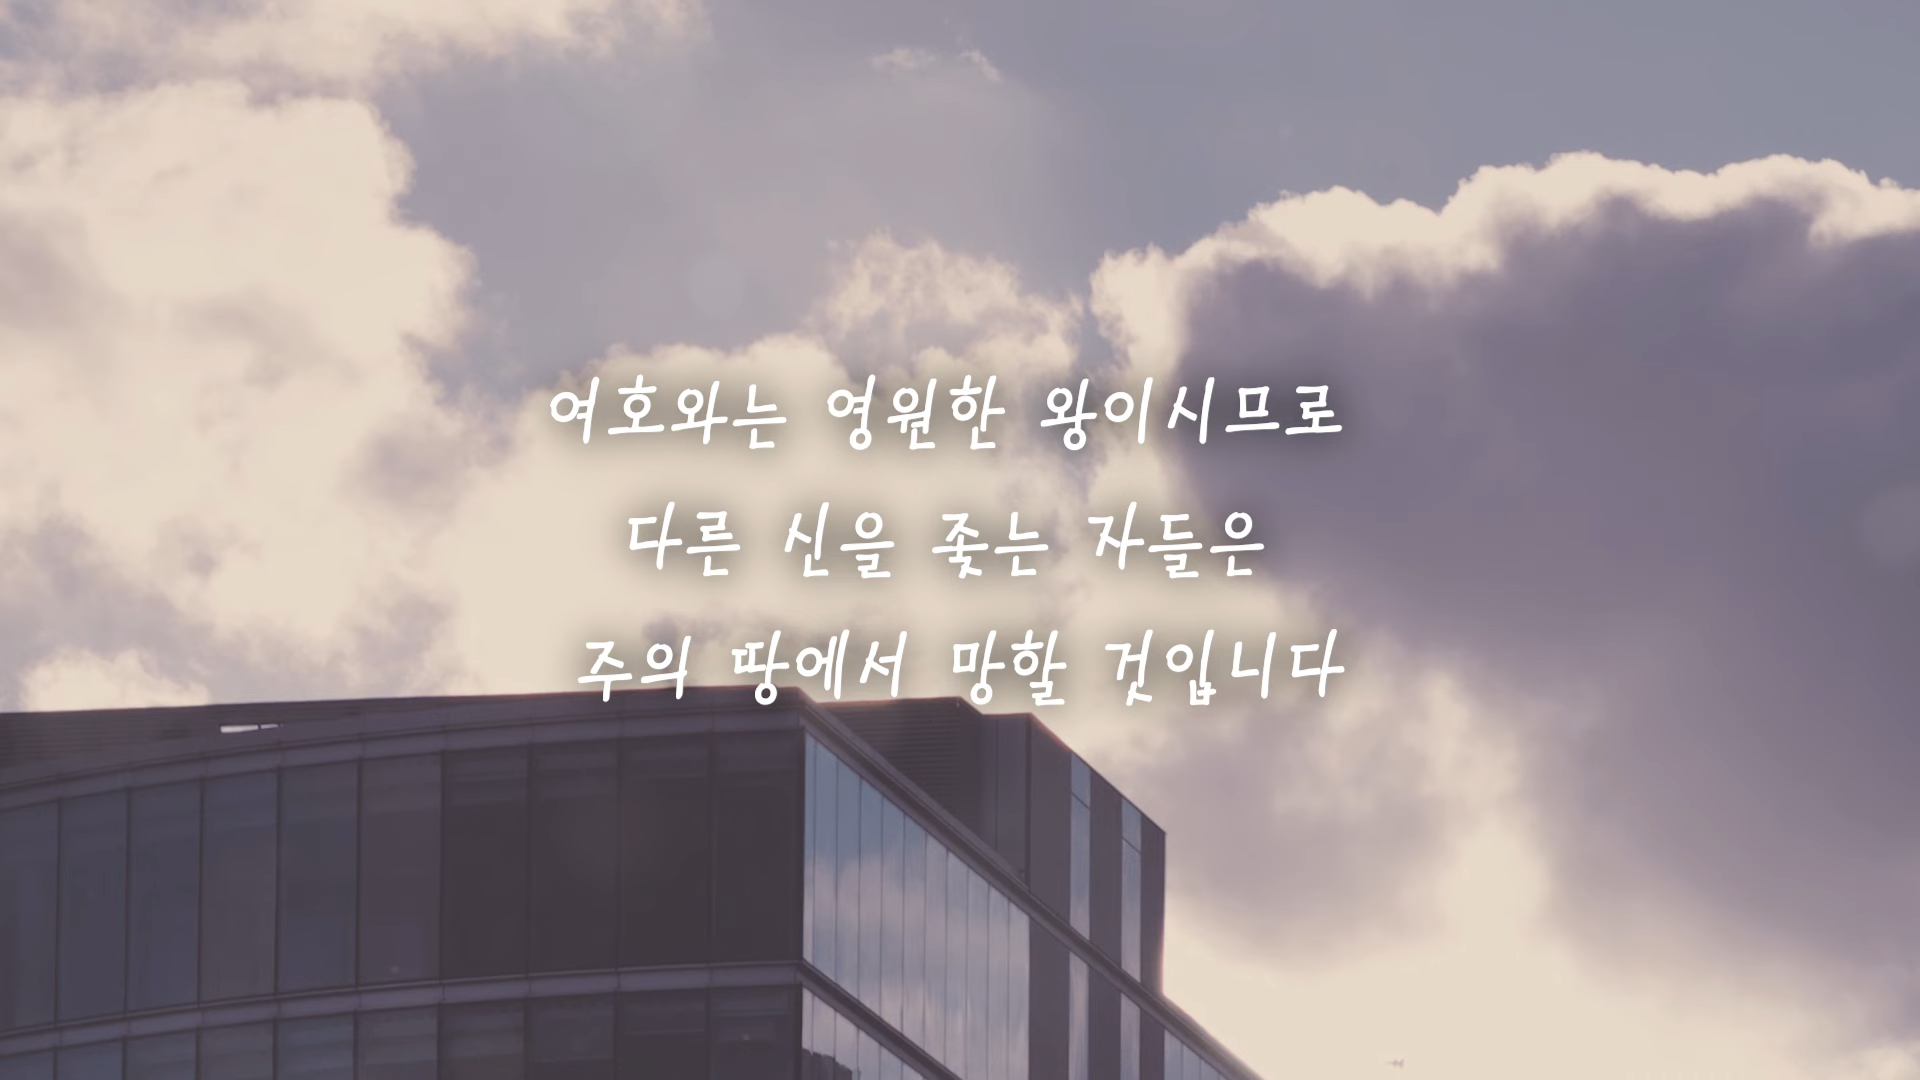 여호와는 영원한 왕이시므로
다른 신을 좇는 자들은
주의 땅에서 망할 것입니다